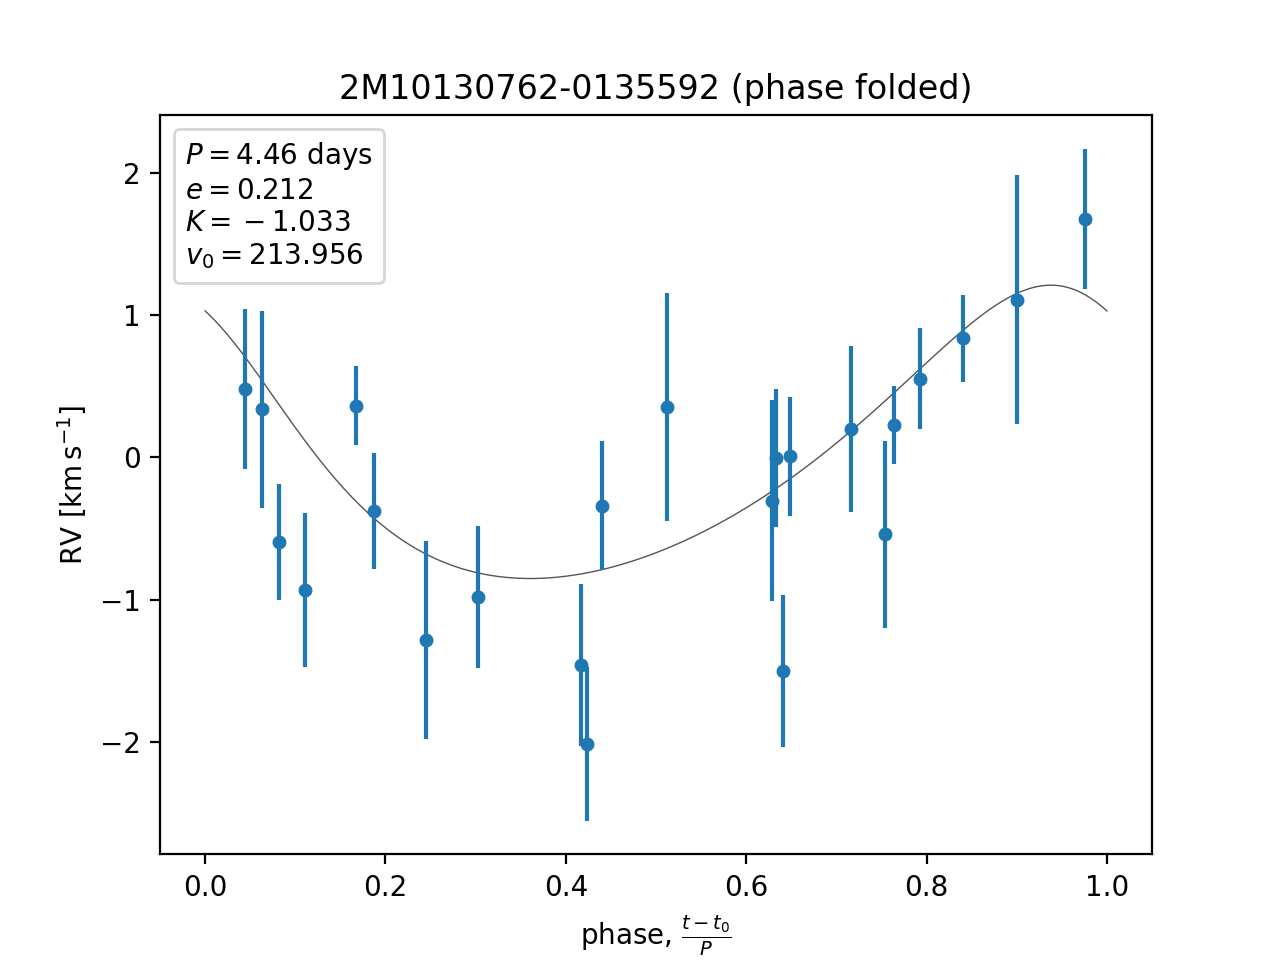 2M10130762-0135592 (phase folded)
P = 4.46 days
e = 0.212
K = −1.033
v₀ = 213.956
2
1
0
−1
−2
RV [km s⁻¹]
0.0 0.2 0.4 0.6 0.8 1.0
phase, (t − t₀)/P